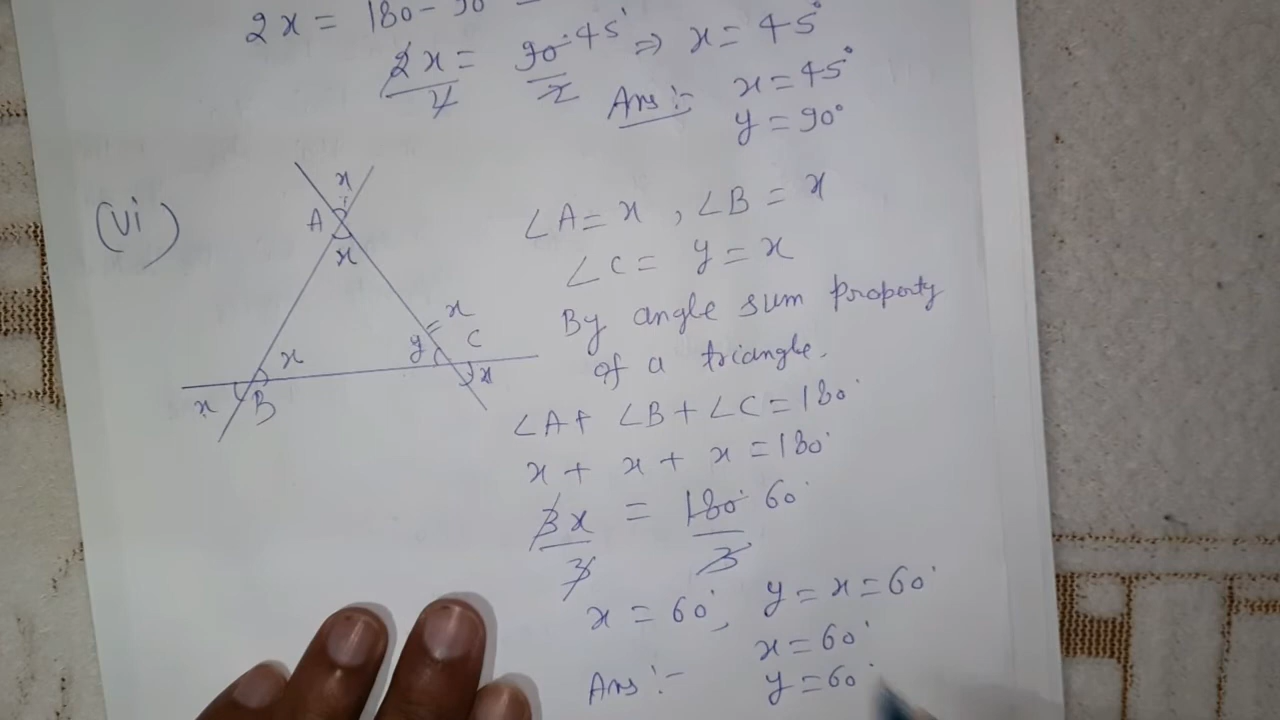 2x = 180 - 90
2x/2 = 90°/2 45° ⇒ x = 45°
Ans:- x = 45°
y = 90°
(vi)
x
A
x
x
y
C
x
x
x
B
∠A = x , ∠B = x
∠C = y = x
By angle sum property
of a triangle.
∠A + ∠B + ∠C = 180°
x + x + x = 180°
3x/3 = 180°/3 60°
x = 60°, y = x = 60°
x = 60°
Ans:- y = 60°